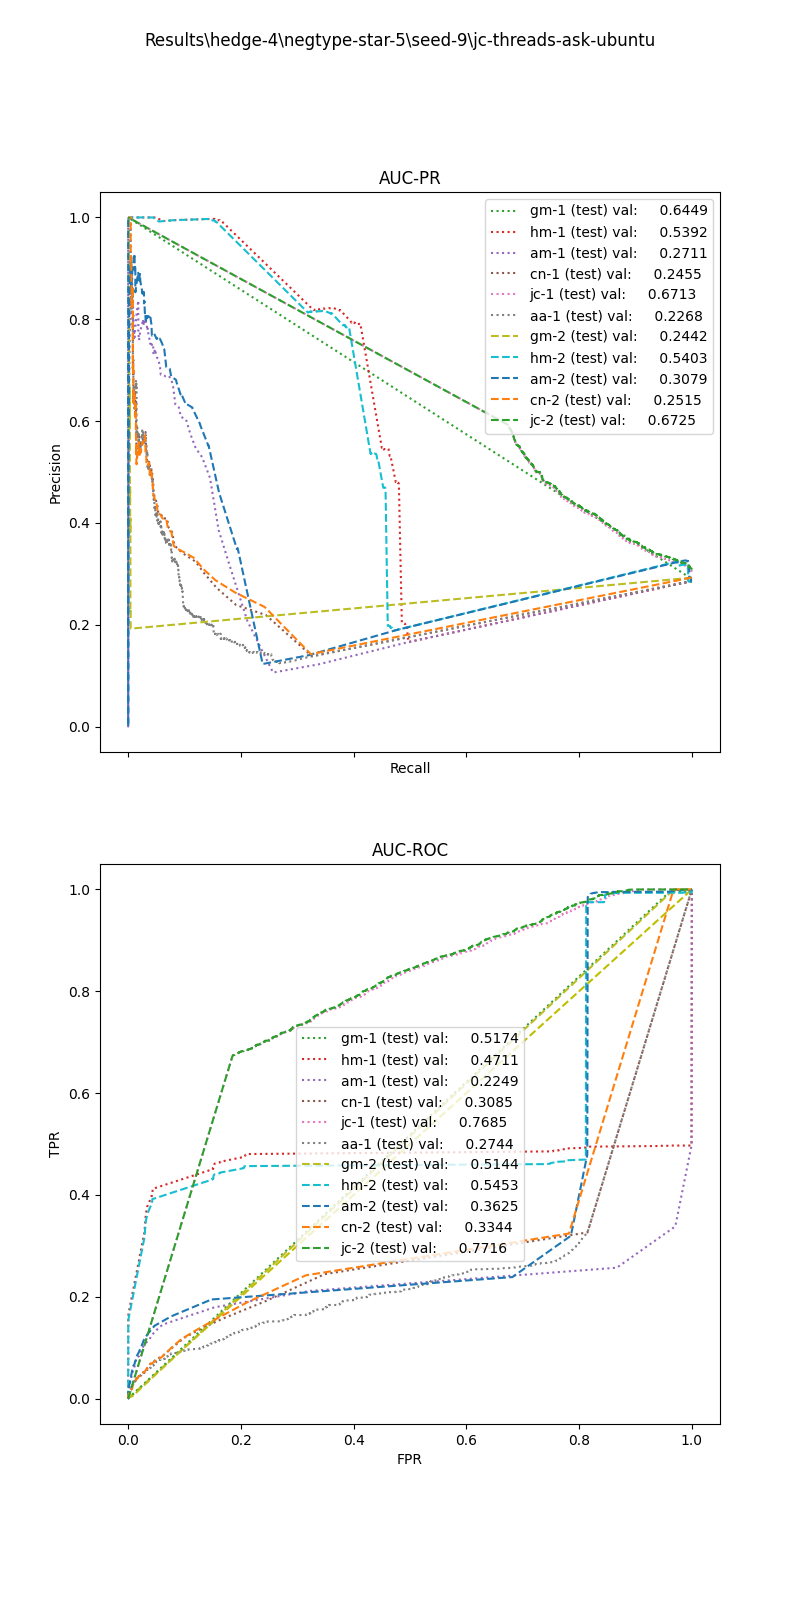 Results\hedge-4\negtype-star-5\seed-9\jc-threads-ask-ubuntu
AUC-PR
1.0
0.8
0.6
0.4
0.2
0.0
Precision
gm-1 (test) val: 0.6449
hm-1 (test) val: 0.5392
am-1 (test) val: 0.2711
cn-1 (test) val: 0.2455
jc-1 (test) val: 0.6713
aa-1 (test) val: 0.2268
gm-2 (test) val: 0.2442
hm-2 (test) val: 0.5403
am-2 (test) val: 0.3079
cn-2 (test) val: 0.2515
jc-2 (test) val: 0.6725
Recall
AUC-ROC
1.0
0.8
0.6
0.4
0.2
0.0
TPR
gm-1 (test) val: 0.5174
hm-1 (test) val: 0.4711
am-1 (test) val: 0.2249
cn-1 (test) val: 0.3085
jc-1 (test) val: 0.7685
aa-1 (test) val: 0.2744
gm-2 (test) val: 0.5144
hm-2 (test) val: 0.5453
am-2 (test) val: 0.3625
cn-2 (test) val: 0.3344
jc-2 (test) val: 0.7716
0.0 0.2 0.4 0.6 0.8 1.0
FPR